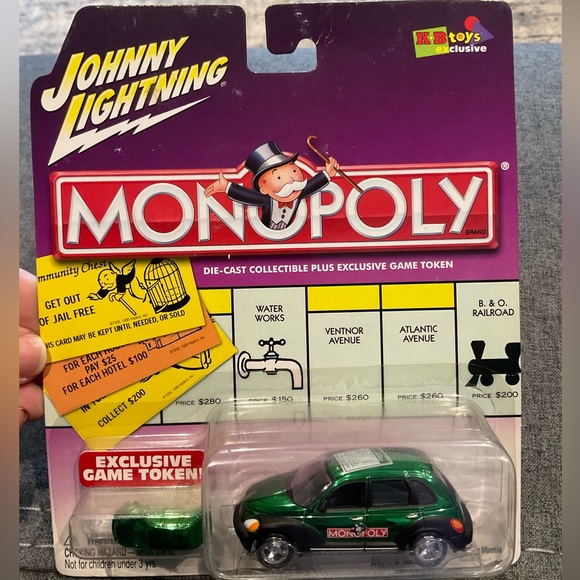 JOHNNY
LIGHTNING
K·B toys
exclusive
MONOPOLY
BRAND
DIE-CAST COLLECTIBLE PLUS EXCLUSIVE GAME TOKEN
mmunity Chest
GET OUT
OF JAIL FREE
IS CARD MAY BE KEPT UNTIL NEEDED, OR SOLD
FOR EACH HO
PAY $25
FOR EACH HOTEL $100
COLLECT $200
PRICE $280
WATER
WORKS
PRICE $150
VENTNOR
AVENUE
PRICE $260
ATLANTIC
AVENUE
PRICE $260
B. & O.
RAILROAD
PRICE $200
EXCLUSIVE
GAME TOKEN!
MONOPOLY
Not for children under 3 yrs.